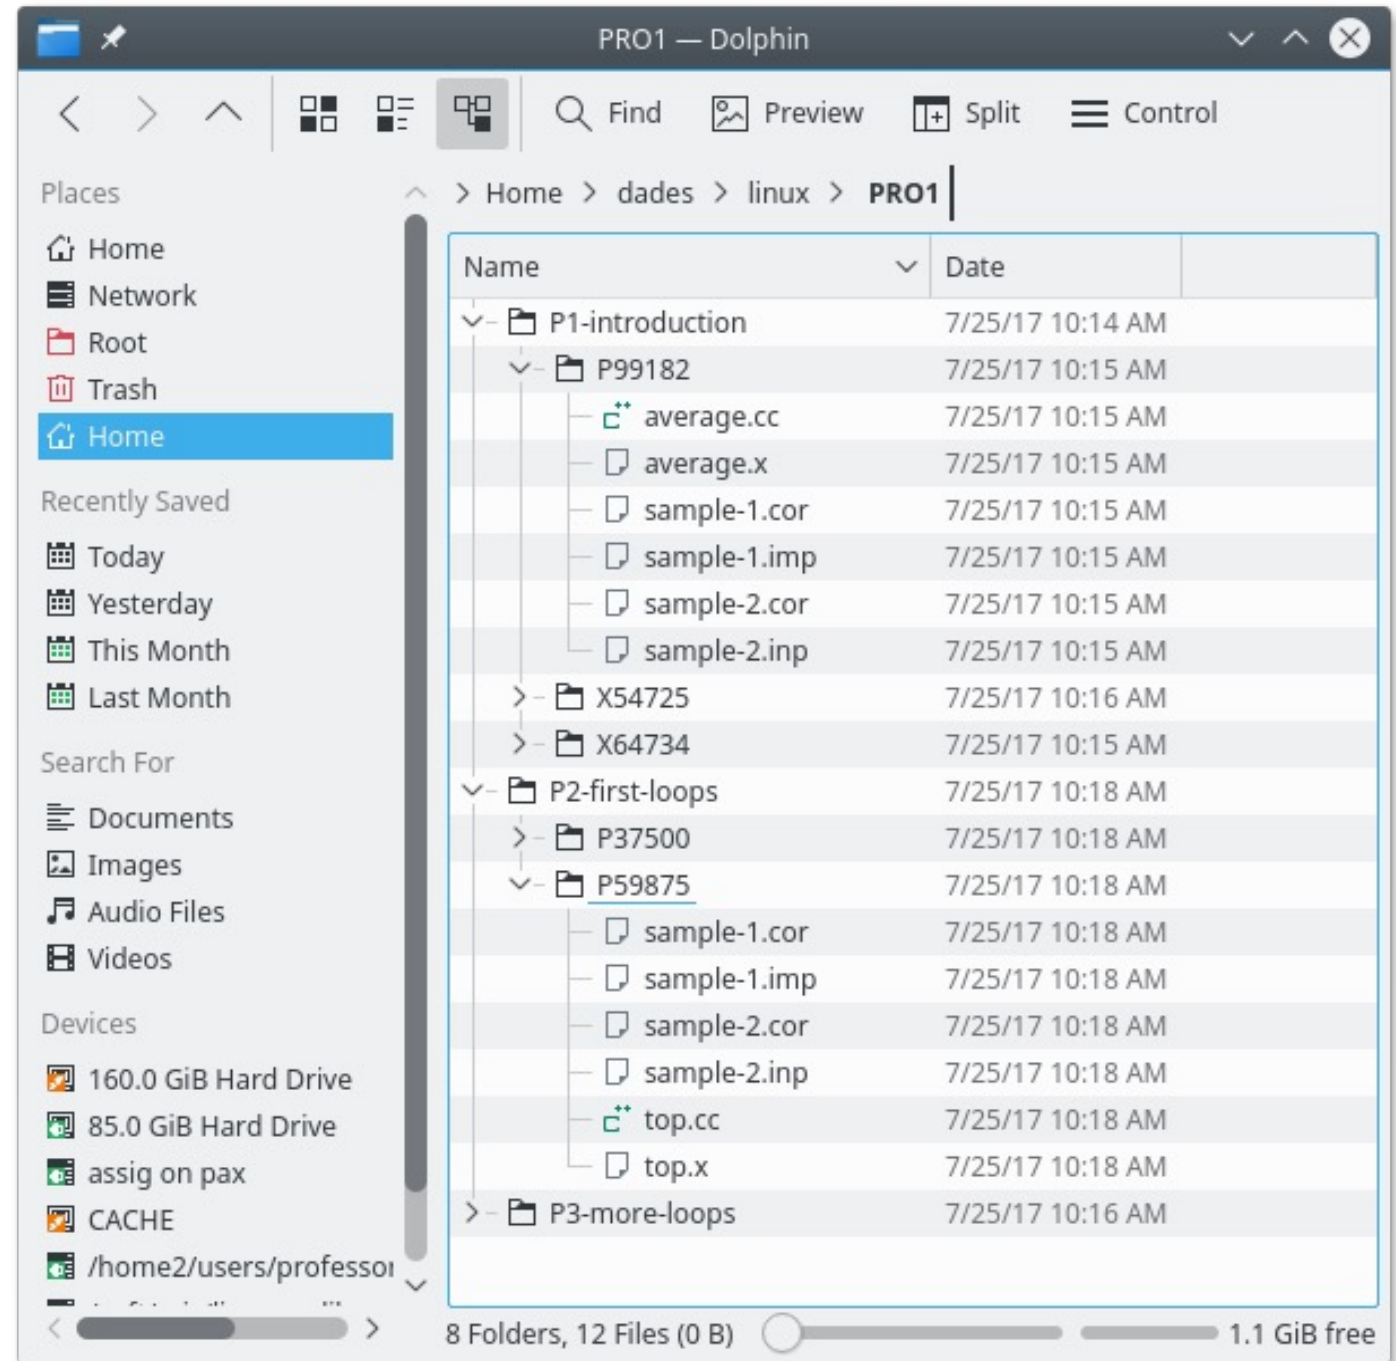 PRO1 — Dolphin
Find Preview Split Control
Places
Home
Network
Root
Trash
Home
Recently Saved
Today
Yesterday
This Month
Last Month
Search For
Documents
Images
Audio Files
Videos
Devices
160.0 GiB Hard Drive
85.0 GiB Hard Drive
assig on pax
CACHE
/home2/users/professor
> Home > dades > linux > PRO1
Name Date
P1-introduction 7/25/17 10:14 AM
P99182 7/25/17 10:15 AM
average.cc 7/25/17 10:15 AM
average.x 7/25/17 10:15 AM
sample-1.cor 7/25/17 10:15 AM
sample-1.imp 7/25/17 10:15 AM
sample-2.cor 7/25/17 10:15 AM
sample-2.inp 7/25/17 10:15 AM
X54725 7/25/17 10:16 AM
X64734 7/25/17 10:15 AM
P2-first-loops 7/25/17 10:18 AM
P37500 7/25/17 10:18 AM
P59875 7/25/17 10:18 AM
sample-1.cor 7/25/17 10:18 AM
sample-1.imp 7/25/17 10:18 AM
sample-2.cor 7/25/17 10:18 AM
sample-2.inp 7/25/17 10:18 AM
top.cc 7/25/17 10:18 AM
top.x 7/25/17 10:18 AM
P3-more-loops 7/25/17 10:16 AM
8 Folders, 12 Files (0 B) 1.1 GiB free